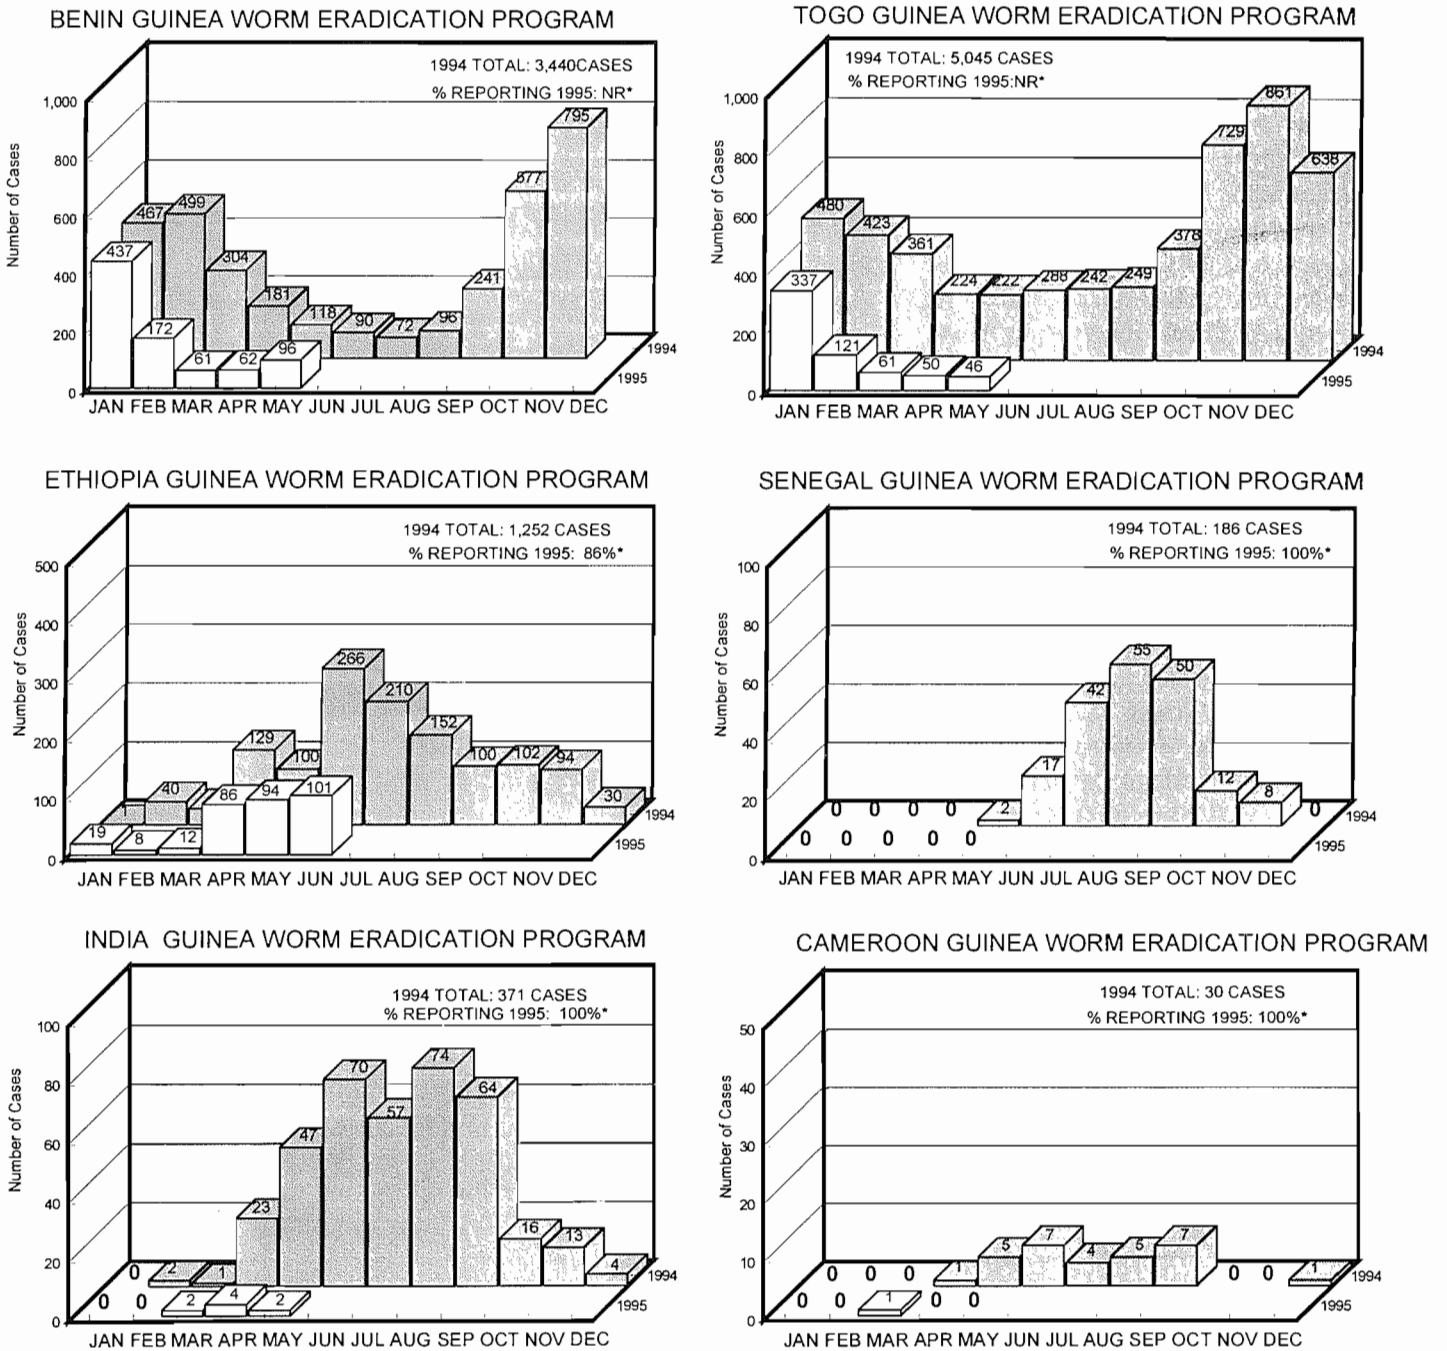 BENIN GUINEA WORM ERADICATION PROGRAM
1994 TOTAL: 3,440CASES
% REPORTING 1995: NR*
Number of Cases
1,000
800
600
400
200
0
467 499 304 181 118 90 72 96 241 577 795
437 172 61 62 96
JAN FEB MAR APR MAY JUN JUL AUG SEP OCT NOV DEC
1994
1995
TOGO GUINEA WORM ERADICATION PROGRAM
1994 TOTAL: 5,045 CASES
% REPORTING 1995:NR*
Number of Cases
1,000
800
600
400
200
0
480 423 361 224 222 238 242 249 378 729 861 638
337 121 61 50 46
JAN FEB MAR APR MAY JUN JUL AUG SEP OCT NOV DEC
1994
1995
ETHIOPIA GUINEA WORM ERADICATION PROGRAM
1994 TOTAL: 1,252 CASES
% REPORTING 1995: 86%*
Number of Cases
500
400
300
200
100
0
1 40 129 100 266 210 152 100 102 94 30
19 8 12 86 94 101
JAN FEB MAR APR MAY JUN JUL AUG SEP OCT NOV DEC
1994
1995
SENEGAL GUINEA WORM ERADICATION PROGRAM
1994 TOTAL: 186 CASES
% REPORTING 1995: 100%*
Number of Cases
100
80
60
40
20
0
0 0 0 0 2 17 42 55 50 12 8 0
0 0 0 0 0
JAN FEB MAR APR MAY JUN JUL AUG SEP OCT NOV DEC
1994
1995
INDIA GUINEA WORM ERADICATION PROGRAM
1994 TOTAL: 371 CASES
% REPORTING 1995: 100%*
Number of Cases
100
80
60
40
20
0
0 2 1 23 47 70 57 74 64 16 13 4
0 0 2 4 2
JAN FEB MAR APR MAY JUN JUL AUG SEP OCT NOV DEC
1994
1995
CAMEROON GUINEA WORM ERADICATION PROGRAM
1994 TOTAL: 30 CASES
% REPORTING 1995: 100%*
Number of Cases
50
40
30
20
10
0
0 0 0 1 5 7 4 5 7 0 0 1
0 0 1 0 0
JAN FEB MAR APR MAY JUN JUL AUG SEP OCT NOV DEC
1994
1995